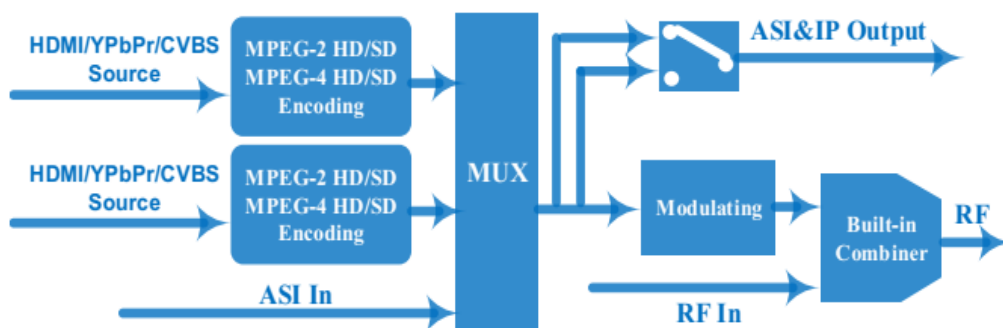 HDMI/YPbPr/CVBS
Source
MPEG-2 HD/SD
MPEG-4 HD/SD
Encoding
HDMI/YPbPr/CVBS
Source
MPEG-2 HD/SD
MPEG-4 HD/SD
Encoding
ASI In
MUX
ASI&IP Output
Modulating
Built-in
Combiner
RF
RF In